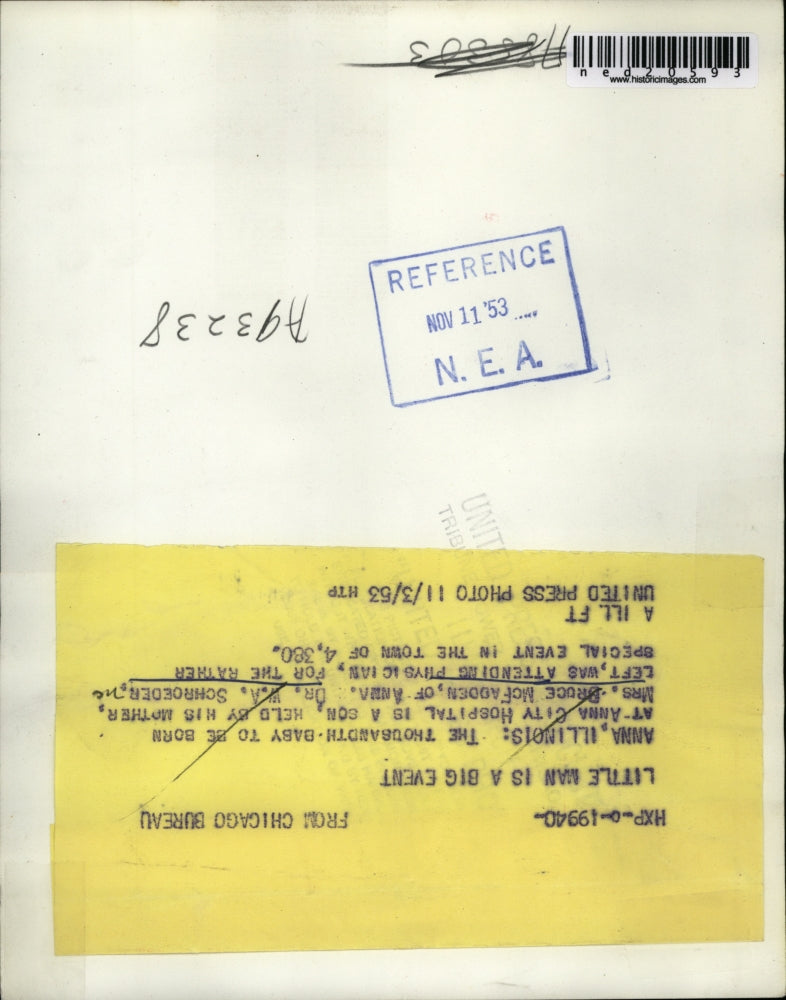 ned20593
www.historicimages.com
REFERENCE
NOV 11 '53
N. E. A.
A93238
UNITED
HXP-O-19940- FROM CHICAGO BUREAU
LITTLE MAN IS A BIG EVENT
ANNA, ILLINOIS: THE THOUSANDTH BABY TO BE BORN
AT ANNA CITY HOSPITAL IS A SON, HELD BY HIS MOTHER,
MRS. BRUCE MCFADDEN, OF ANNA. DR. W.A. SCHROEDER,
LEFT, WAS ATTENDING PHYSICIAN, FOR THE RATHER
SPECIAL EVENT IN THE TOWN OF 4,380.
A ILL FT
UNITED PRESS PHOTO 11/3/53 HTP